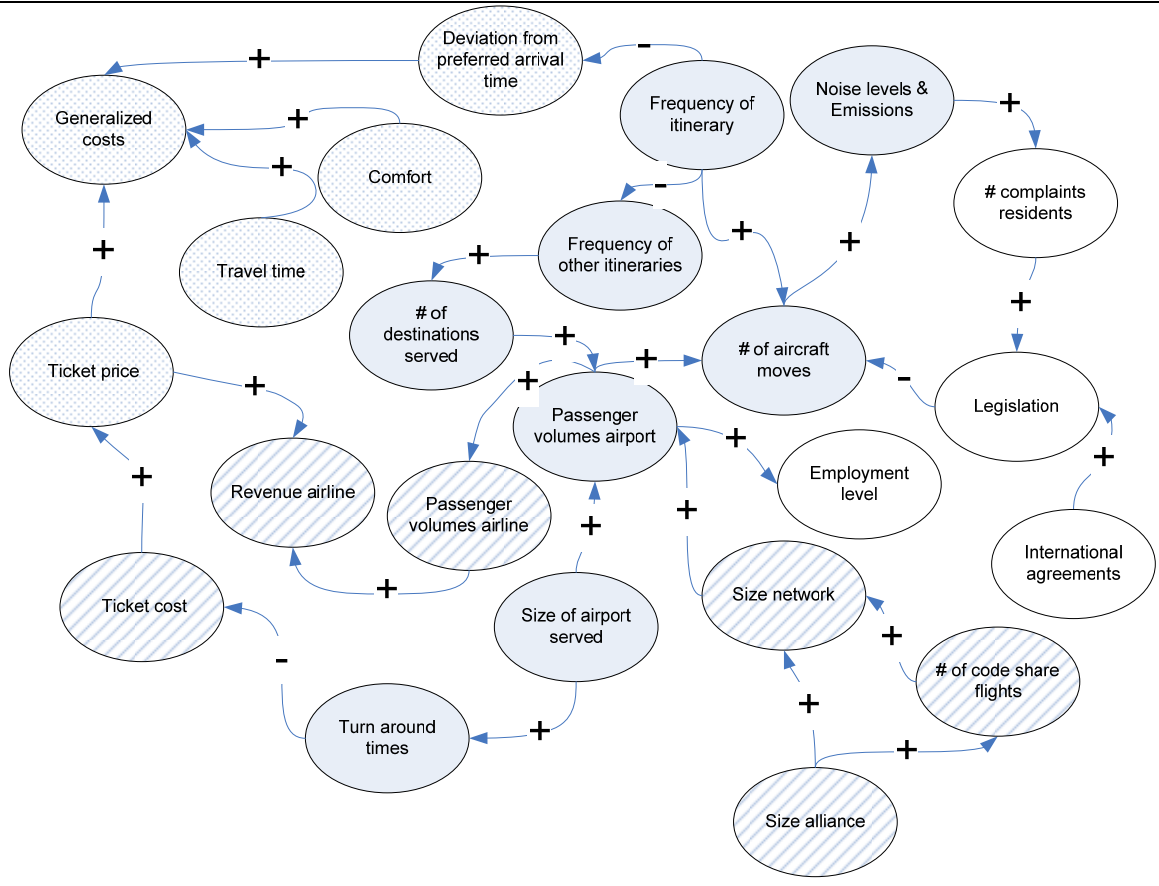 Deviation from
preferred arrival
time
+
-
Frequency of
itinerary
Noise levels &
Emissions
+
Generalized
costs
+
+
Comfort
-
# complaints
residents
+
Travel time
Frequency of
other itineraries
+
+
+
+
# of
destinations
served
+
+
# of aircraft
moves
-
Legislation
Ticket price
+
+
Passenger
volumes airport
+
Employment
level
+
+
Revenue airline
Passenger
volumes airline
+
+
International
agreements
Ticket cost
+
Size of airport
served
Size network
+
-
# of code share
flights
Turn around
times
+
+
+
Size alliance